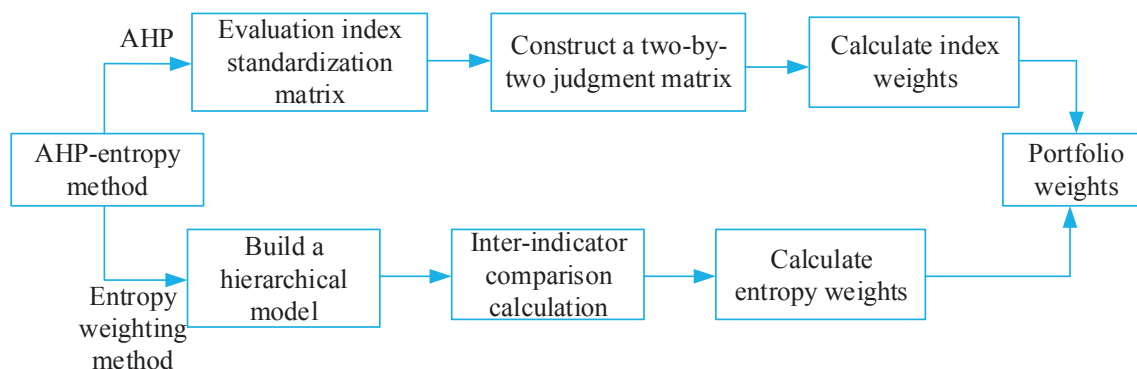 AHP
Evaluation index
standardization
matrix
Construct a two-by-
two judgment matrix
Calculate index
weights
AHP-entropy
method
Portfolio
weights
Entropy
weighting
method
Build a
hierarchical
model
Inter-indicator
comparison
calculation
Calculate
entropy weights